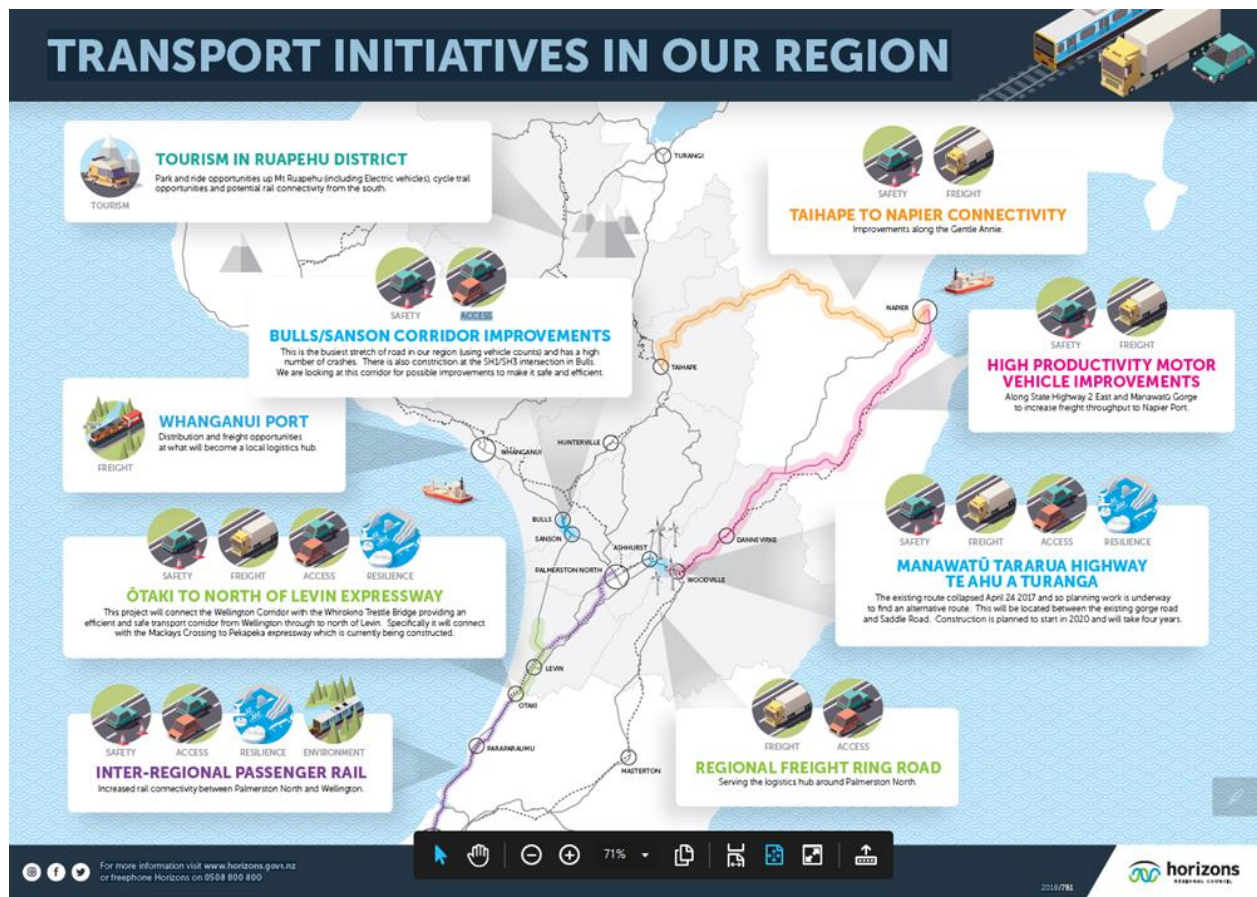 TRANSPORT INITIATIVES IN OUR REGION
TOURISM
TOURISM IN RUAPEHU DISTRICT
Park and ride opportunities up Mt Ruapehu (including Electric vehicles), cycle trail
opportunities and potential rail connectivity from the south.
TURANGI
SAFETY
FREIGHT
TAIHAPE TO NAPIER CONNECTIVITY
Improvements along the Gentle Annie.
SAFETY
ACCESS
BULLS/SANSON CORRIDOR IMPROVEMENTS
This is the busiest stretch of road in our region (using vehicle counts) and has a high
number of crashes. There is also constriction at the SH1/SH3 intersection in Bulls.
We are looking at this corridor for possible improvements to make it safe and efficient.
NAPIER
TAIHAPE
SAFETY
FREIGHT
HIGH PRODUCTIVITY MOTOR
VEHICLE IMPROVEMENTS
Along State Highway 2 East and Manawatū Gorge
to increase freight throughput to Napier Port.
FREIGHT
WHANGANUI PORT
Distribution and freight opportunities
at what will become a local logistics hub.
WHANGANUI
HUNTERVILLE
BULLS
SANSON
ASHHURST
DANNEVIRKE
PALMERSTON NORTH
WOODVILLE
SAFETY
FREIGHT
ACCESS
RESILIENCE
ŌTAKI TO NORTH OF LEVIN EXPRESSWAY
This project will connect the Wellington Corridor with the Whirokino Trestle Bridge providing an
efficient and safe transport corridor from Wellington through to north of Levin. Specifically it will connect
with the Mackays Crossing to Pekapeka expressway which is currently being constructed.
SAFETY
FREIGHT
ACCESS
RESILIENCE
MANAWATŪ TARARUA HIGHWAY
TE AHU A TURANGA
The existing route collapsed April 24 2017 and so planning work is underway
to find an alternative route. This will be located between the existing gorge road
and Saddle Road. Construction is planned to start in 2020 and will take four years.
LEVIN
OTAKI
PARAPARAUMU
MASTERTON
SAFETY
ACCESS
RESILIENCE
ENVIRONMENT
INTER-REGIONAL PASSENGER RAIL
Increased rail connectivity between Palmerston North and Wellington.
FREIGHT
ACCESS
REGIONAL FREIGHT RING ROAD
Serving the logistics hub around Palmerston North.
71%
For more information visit www.horizons.govt.nz
or freephone Horizons on 0508 800 800
2018/781
horizons
REGIONAL COUNCIL